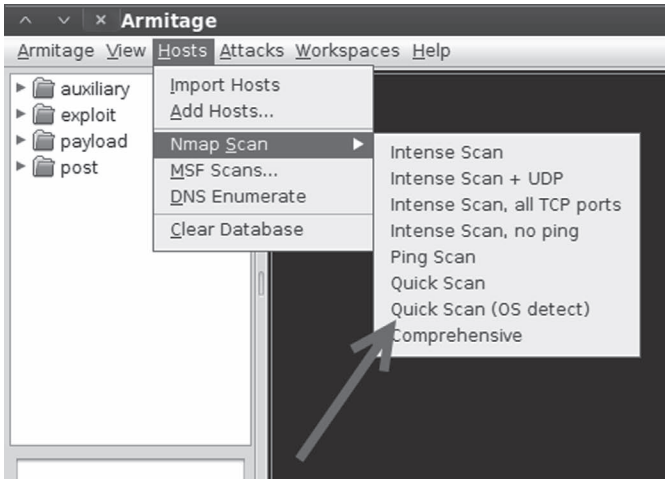 Armitage
Armitage View Hosts Attacks Workspaces Help
auxiliary
exploit
payload
post
Import Hosts
Add Hosts...
Nmap Scan
MSF Scans...
DNS Enumerate
Clear Database
Intense Scan
Intense Scan + UDP
Intense Scan, all TCP ports
Intense Scan, no ping
Ping Scan
Quick Scan
Quick Scan (OS detect)
Comprehensive